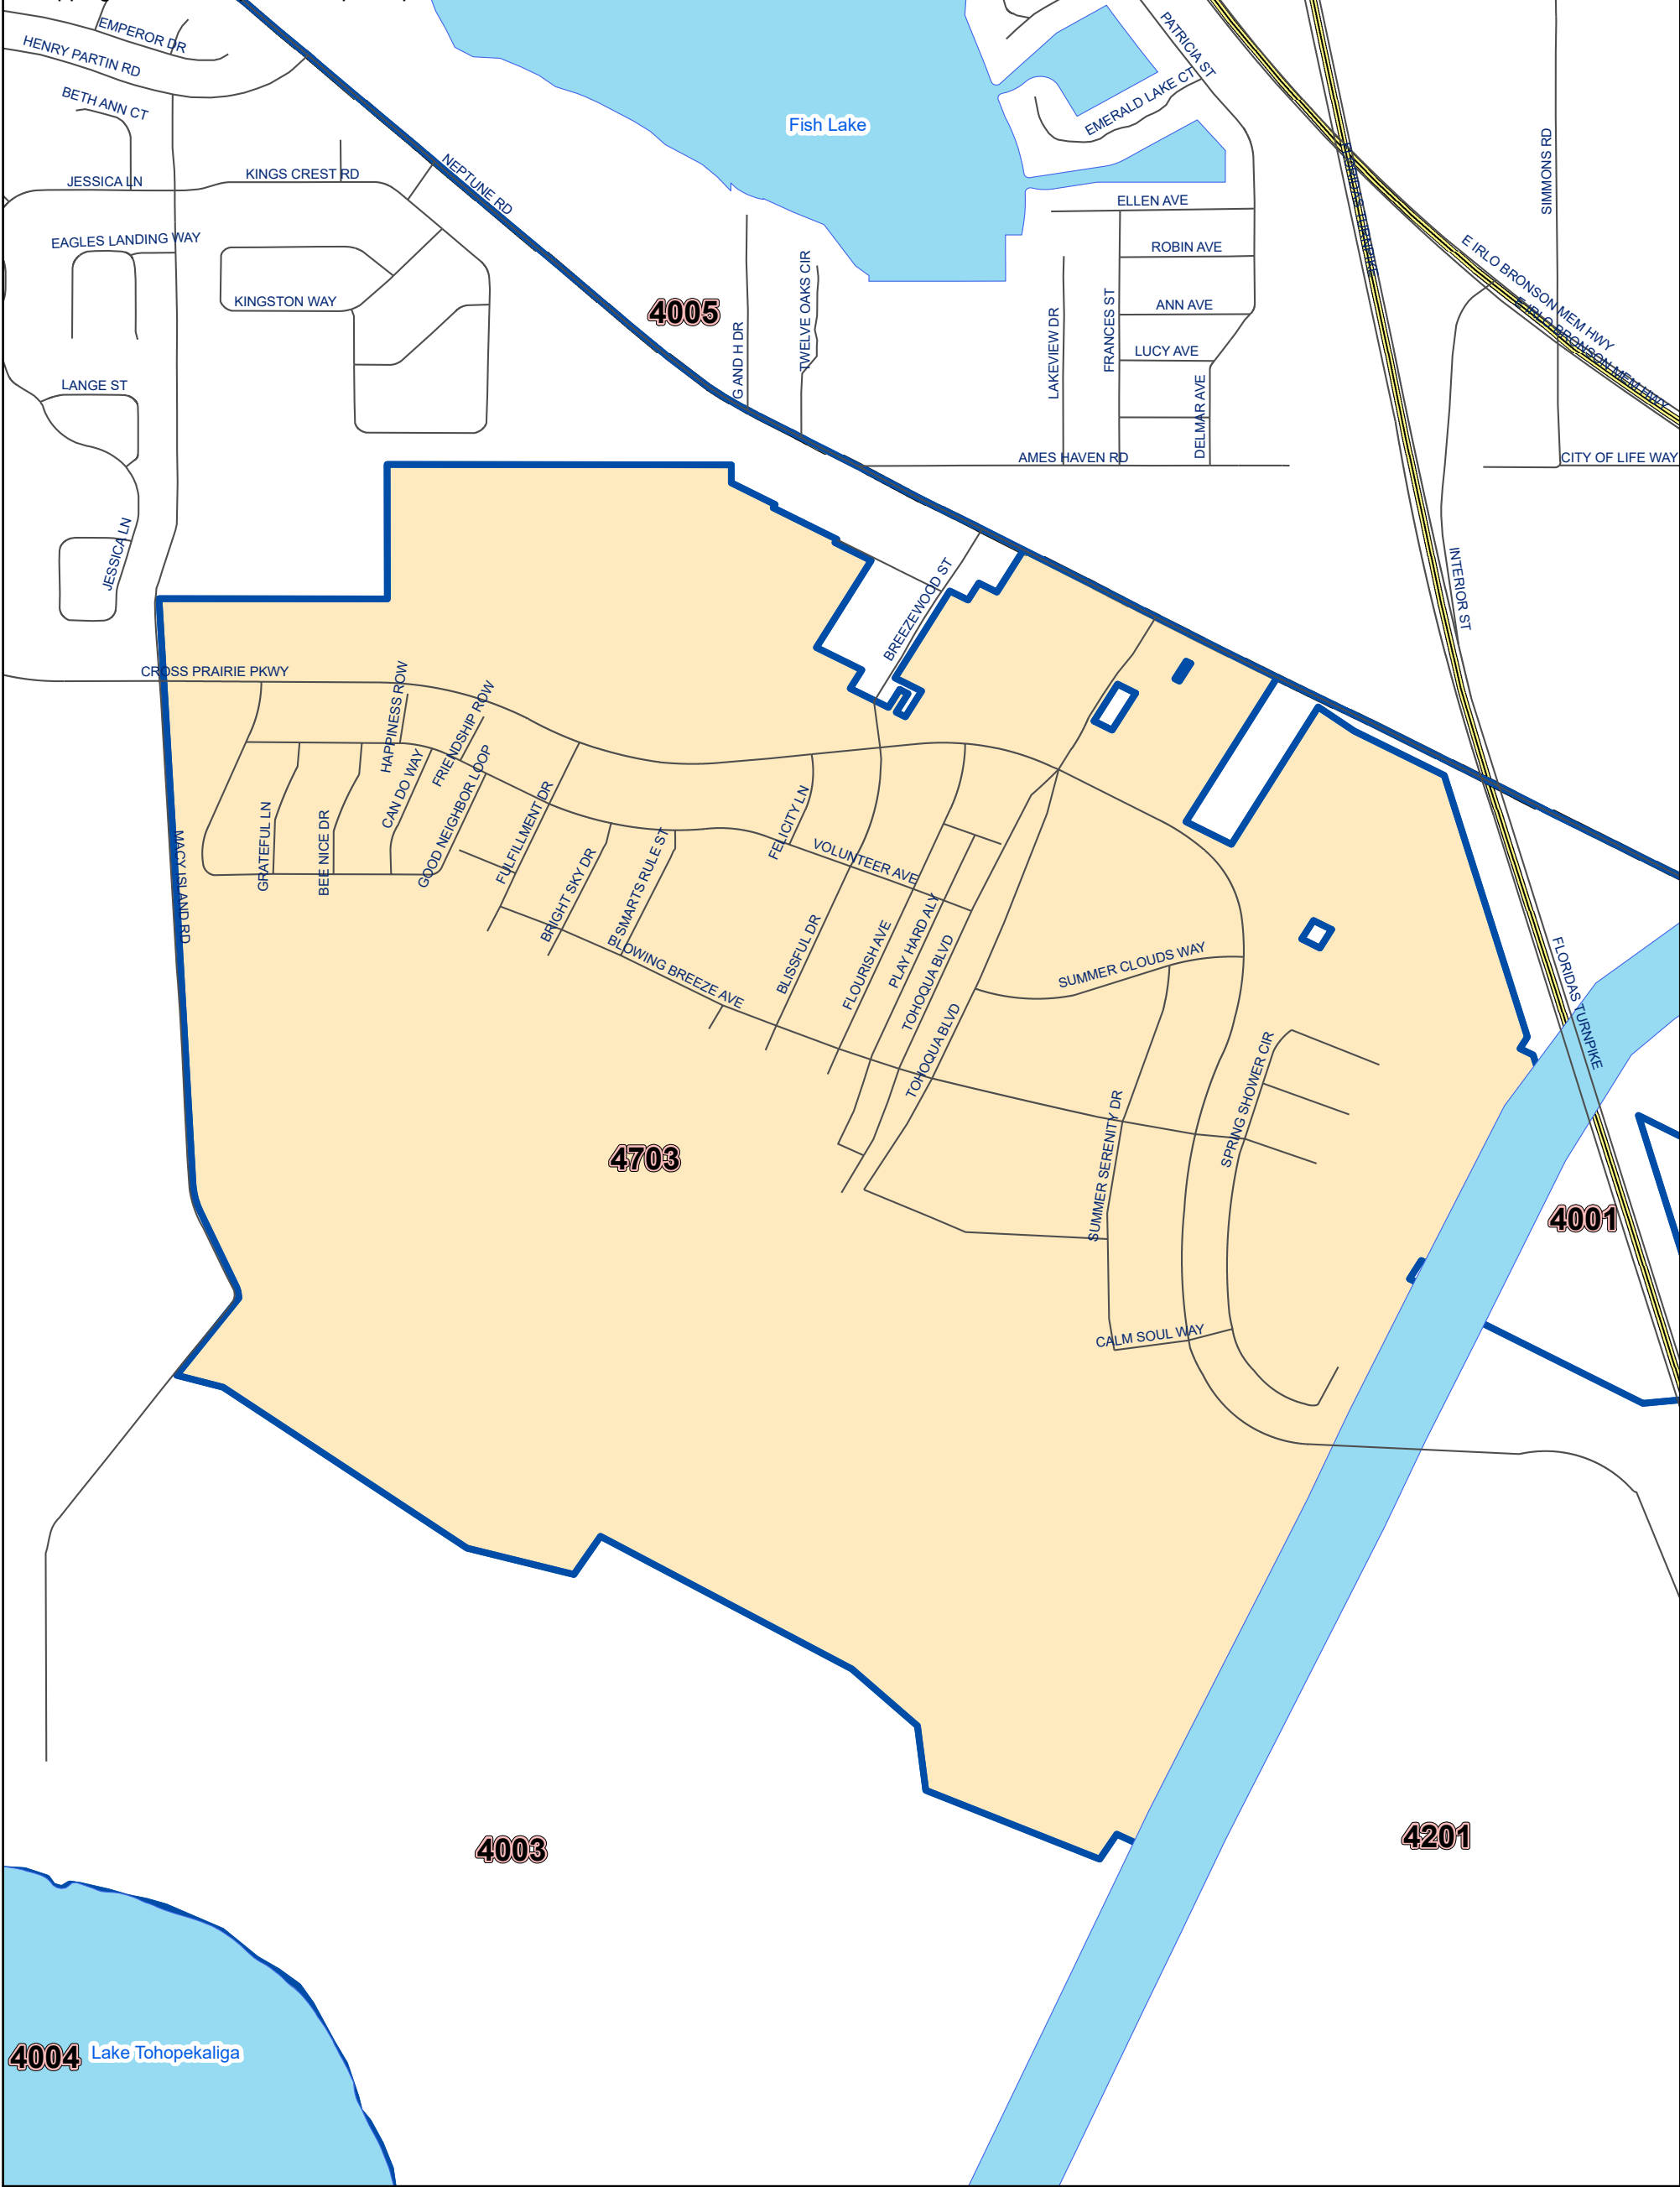 EMPEROR DR
HENRY PARTIN RD
BETH ANN CT
PATRICIA ST
EMERALD LAKE CT
Fish Lake
NEPTUNE RD
JESSICA LN
KINGS CREST RD
SIMMONS RD
FLORIDAS TURNPIKE
ELLEN AVE
EAGLES LANDING WAY
ROBIN AVE
E IRLO BRONSON MEM HWY
E IRLO BRONSON MEM HWY
KINGSTON WAY
4005
G AND H DR
TWELVE OAKS CIR
LAKEVIEW DR
FRANCES ST
ANN AVE
LUCY AVE
DELMAR AVE
LANGE ST
AMES HAVEN RD
CITY OF LIFE WAY
JESSICA LN
BREEZEWOOD ST
INTERIOR ST
CROSS PRAIRIE PKWY
HAPPINESS ROW
FRIENDSHIP ROW
CAN DO WAY
GOOD NEIGHBOR LOOP
GRATEFUL LN
BEE NICE DR
FULFILLMENT DR
FELICITY LN
VOLUNTEER AVE
MACY ISLAND RD
BRIGHT SKY DR
SMARTS RULE ST
BLOWING BREEZE AVE
BLISSFUL DR
FLOURISH AVE
PLAY HARD ALY
TOHOQUA BLVD
TOHOQUA BLVD
SUMMER CLOUDS WAY
FLORIDAS TURNPIKE
SPRING SHOWER CIR
SUMMER SERENITY DR
4703
4001
CALM SOUL WAY
4003
4201
4004
Lake Tohopekaliga